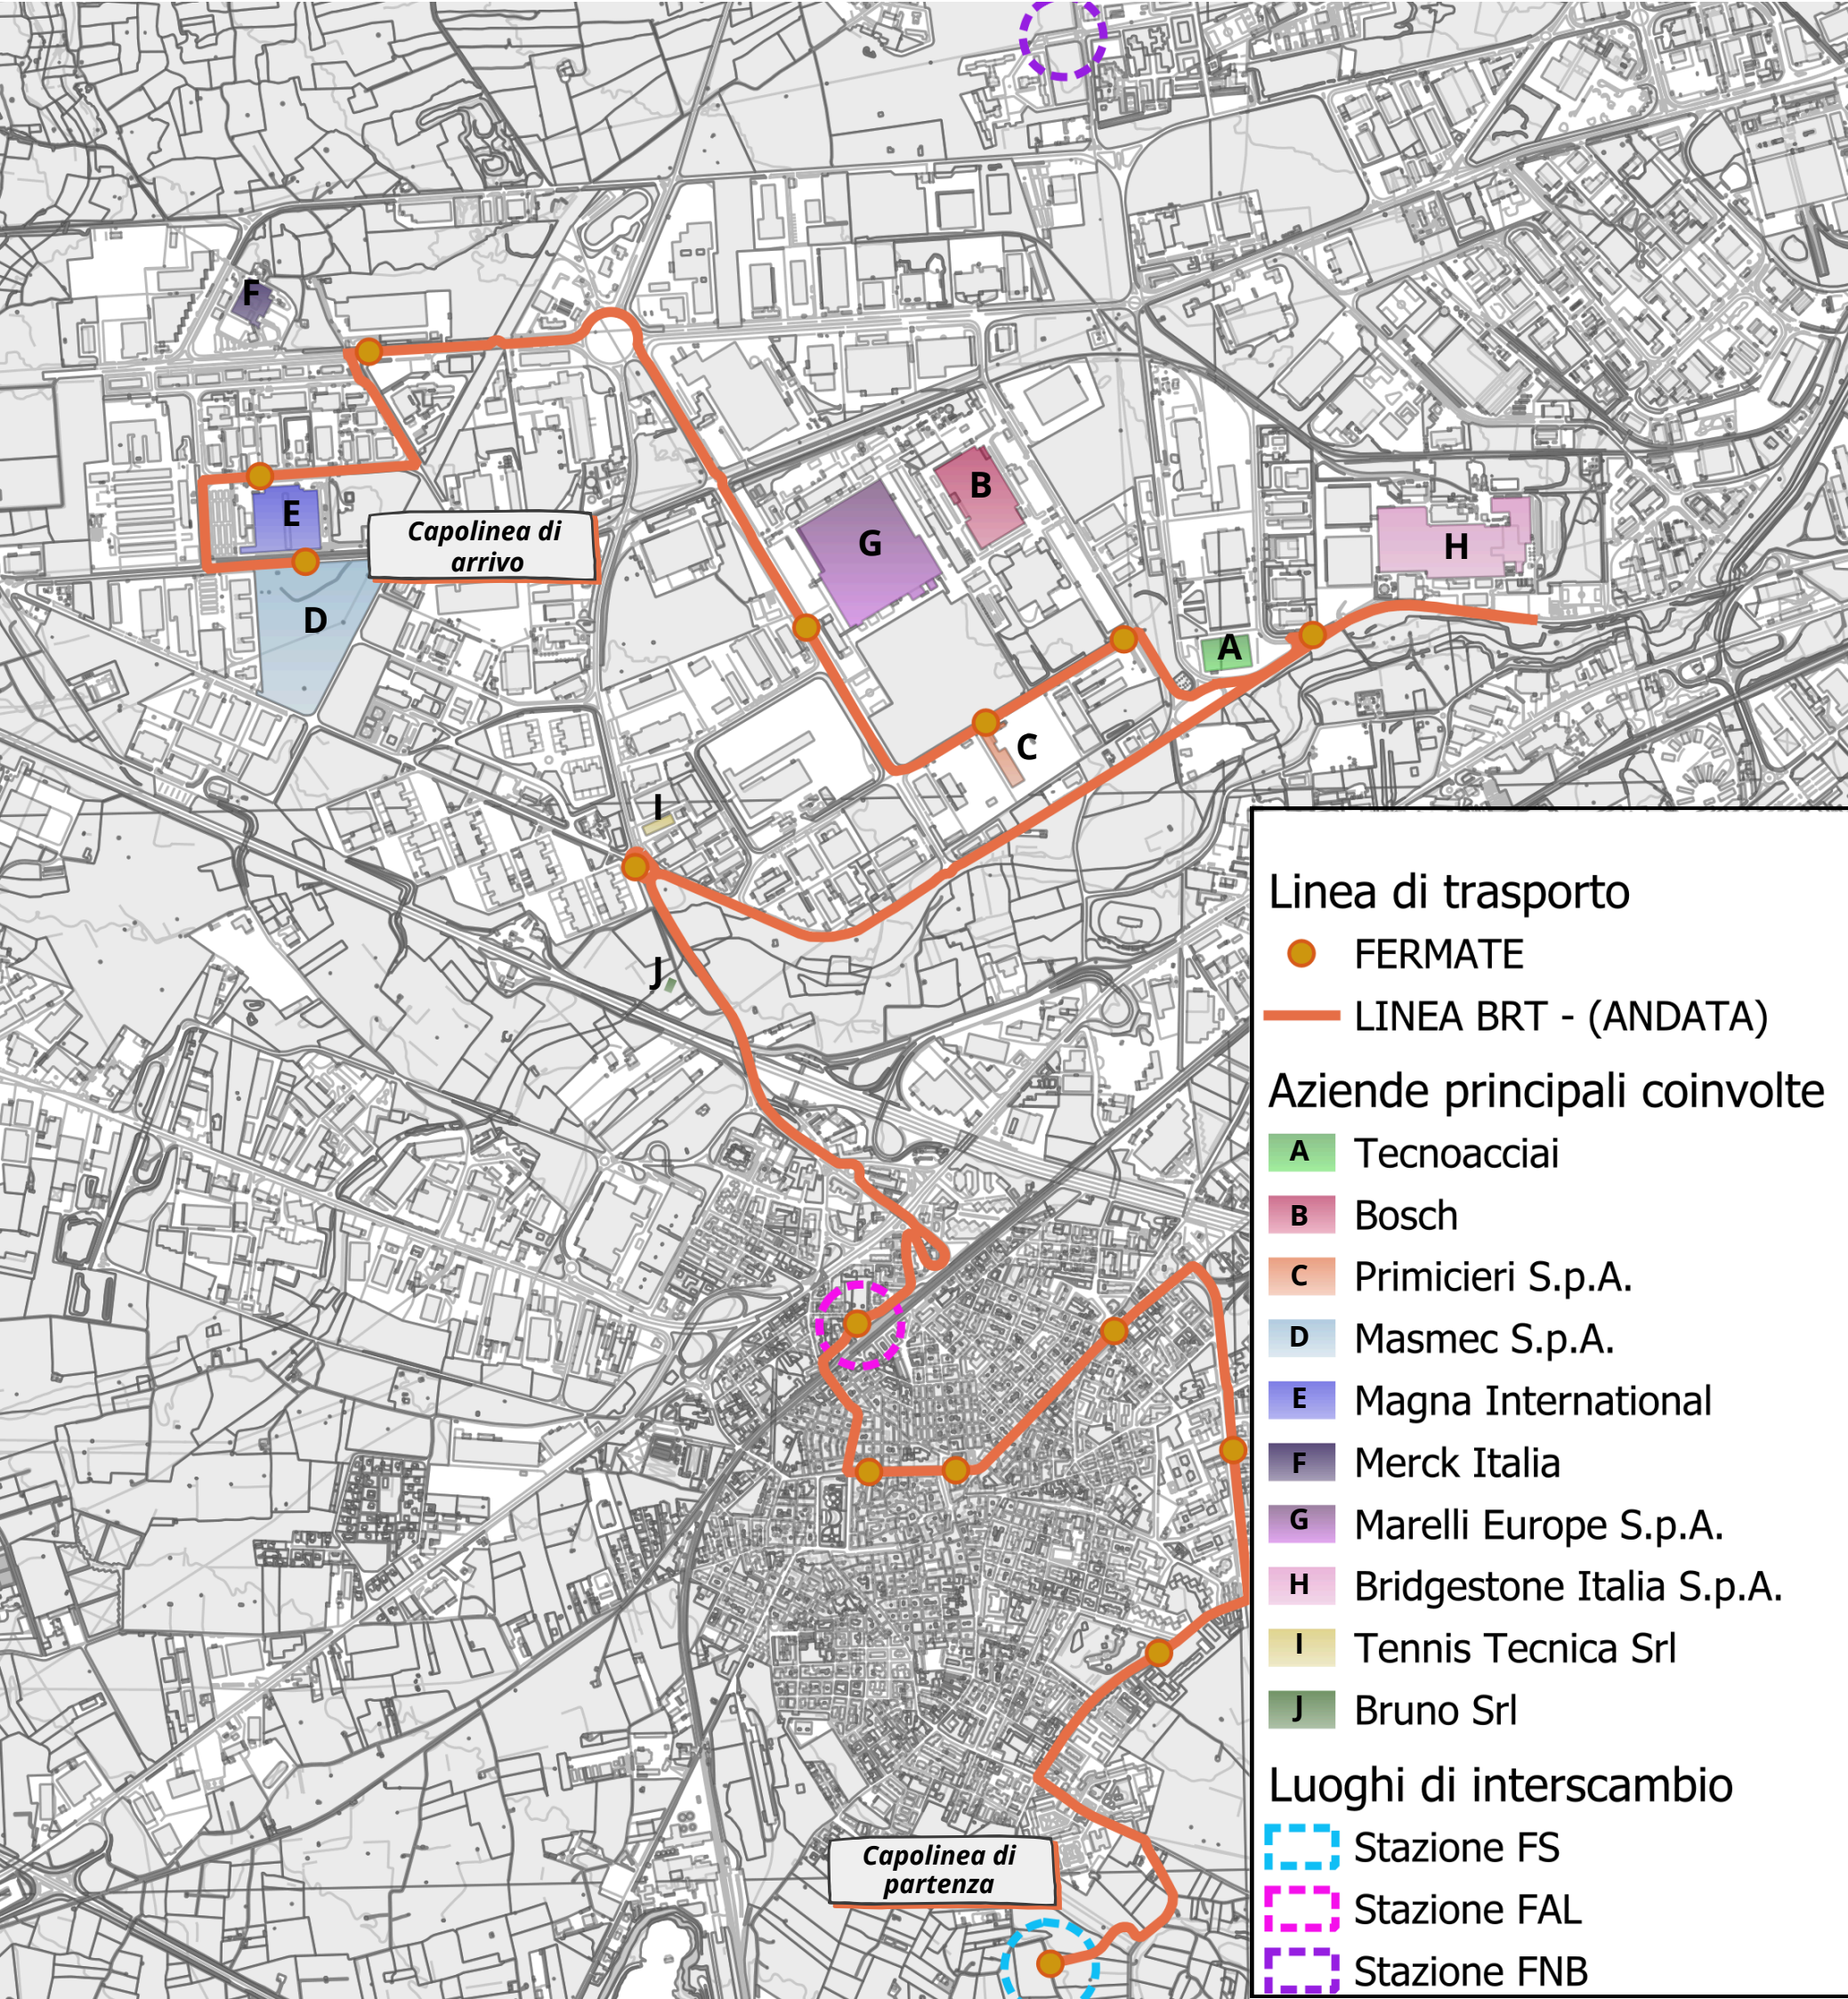 F
E
Capolinea di
arrivo
D
G
B
H
A
C
I
J
Capolinea di
partenza
Linea di trasporto
FERMATE
LINEA BRT - (ANDATA)
Aziende principali coinvolte
A Tecnoacciai
B Bosch
C Primicieri S.p.A.
D Masmec S.p.A.
E Magna International
F Merck Italia
G Marelli Europe S.p.A.
H Bridgestone Italia S.p.A.
I Tennis Tecnica Srl
J Bruno Srl
Luoghi di interscambio
Stazione FS
Stazione FAL
Stazione FNB